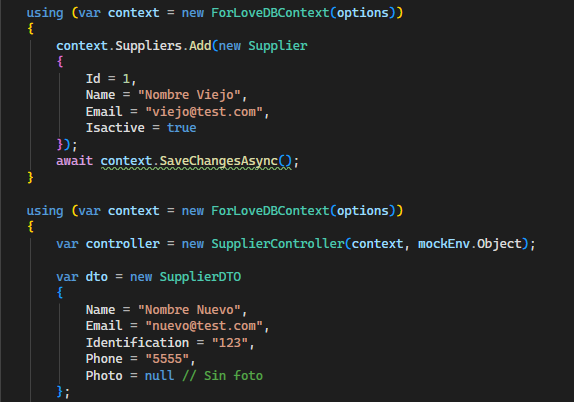 using (var context = new ForLoveDBContext(options))
{
context.Suppliers.Add(new Supplier
{
Id = 1,
Name = "Nombre Viejo",
Email = "viejo@test.com",
Isactive = true
});
await context.SaveChangesAsync();
}
using (var context = new ForLoveDBContext(options))
{
var controller = new SupplierController(context, mockEnv.Object);
var dto = new SupplierDTO
{
Name = "Nombre Nuevo",
Email = "nuevo@test.com",
Identification = "123",
Phone = "5555",
Photo = null // Sin foto
};